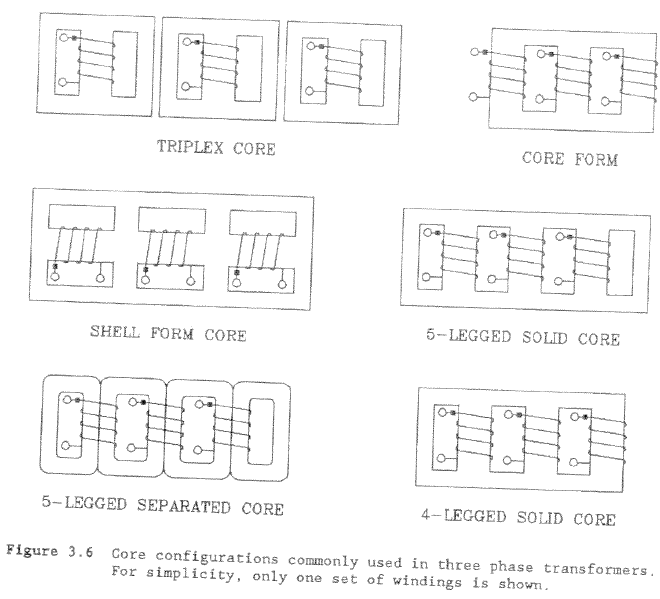 TRIPLEX CORE
CORE FORM
SHELL FORM CORE
5-LEGGED SOLID CORE
5-LEGGED SEPARATED CORE
4-LEGGED SOLID CORE
Figure 3.6 Core configurations commonly used in three phase transformers.
For simplicity, only one set of windings is shown.